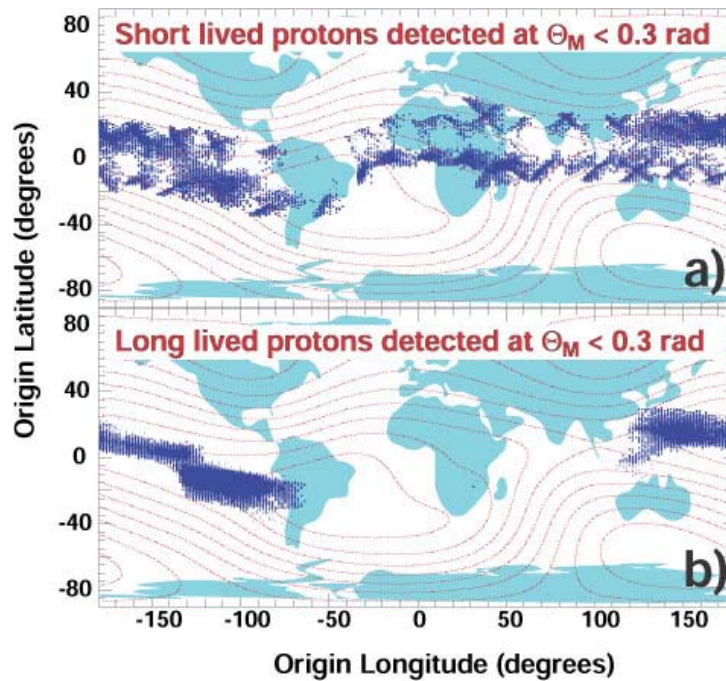 80
Short lived protons detected at ΘM < 0.3 rad
40
0
-40
-80
a)
Origin Latitude (degrees)
80
Long lived protons detected at ΘM < 0.3 rad
40
0
-40
-80
b)
-150 -100 -50 0 50 100 150
Origin Longitude (degrees)